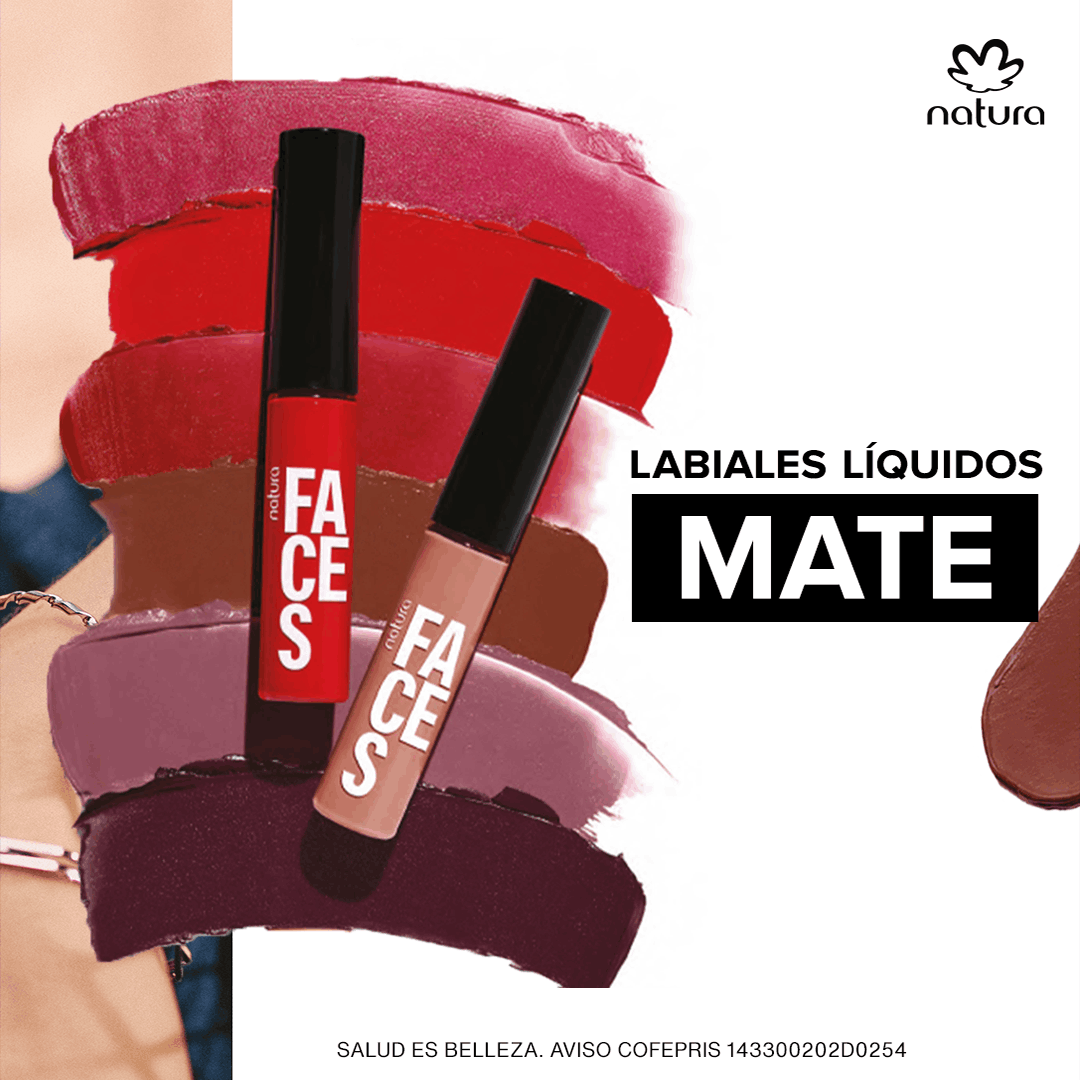 natura
LABIALES LÍQUIDOS
MATE
natura
FA
CE
S
natura
FA
CE
S
SALUD ES BELLEZA. AVISO COFEPRIS 143300202D0254